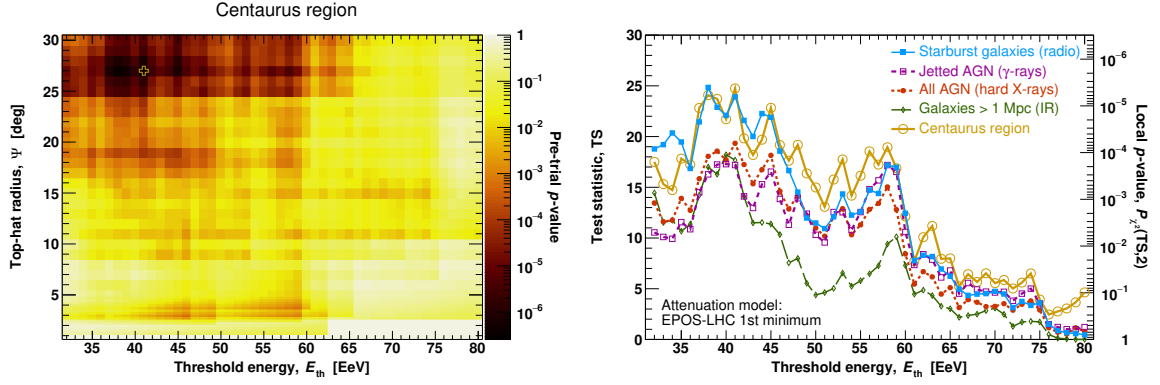 Centaurus region
30
25
20
15
10
5
Top-hat radius, Ψ [deg]
35 40 45 50 55 60 65 70 75 80
Threshold energy, E_th [EeV]
1
10^−1
10^−2
10^−3
10^−4
10^−5
10^−6
Pre-trial p-value
Test statistic, TS
30
25
20
15
10
5
0
Starburst galaxies (radio)
Jetted AGN (γ-rays)
All AGN (hard X-rays)
Galaxies > 1 Mpc (IR)
Centaurus region
Attenuation model:
EPOS-LHC 1st minimum
35 40 45 50 55 60 65 70 75 80
Threshold energy, E_th [EeV]
10^−6
10^−5
10^−4
10^−3
10^−2
10^−1
1
Local p-value, P_χ²(TS,2)